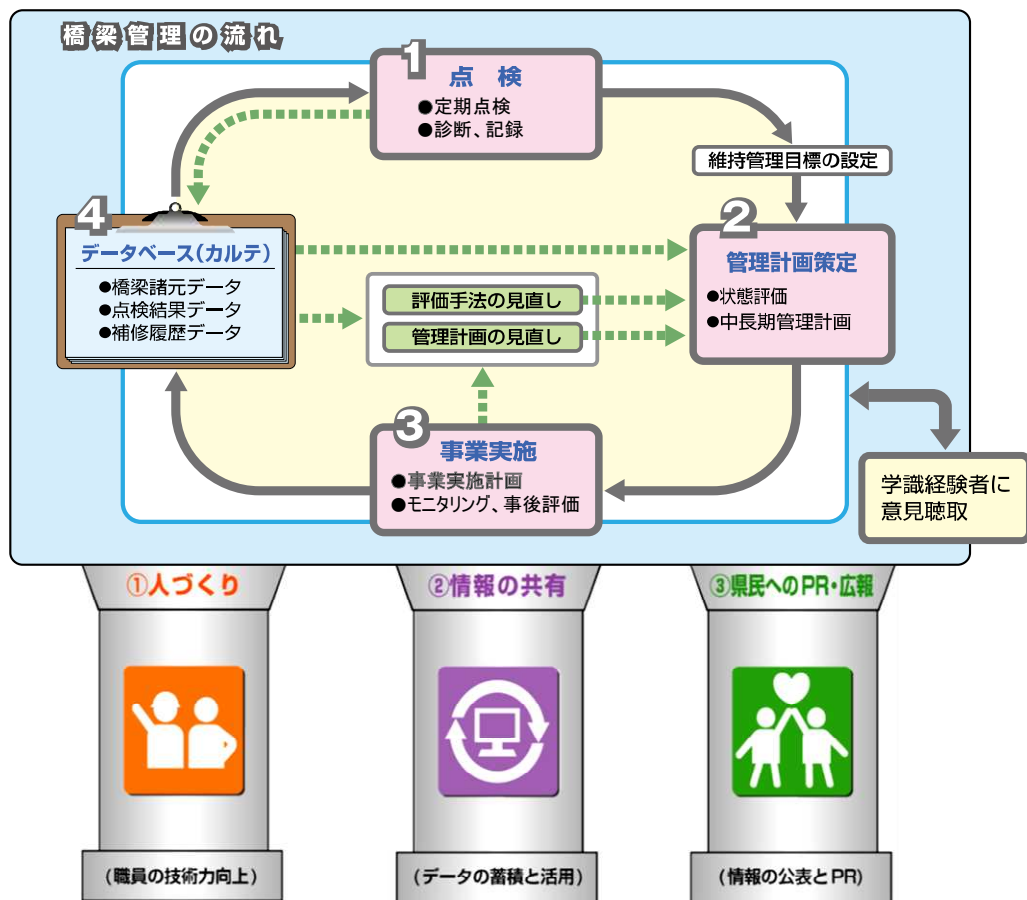 橋梁管理の流れ
1
点 検
●定期点検
●診断、記録
維持管理目標の設定
2
管理計画策定
●状態評価
●中長期管理計画
4
データベース(カルテ)
●橋梁諸元データ
●点検結果データ
●補修履歴データ
評価手法の見直し
管理計画の見直し
3
事業実施
●事業実施計画
●モニタリング、事後評価
学識経験者に
意見聴取
①人づくり
②情報の共有
③県民へのPR・広報
(職員の技術力向上)
(データの蓄積と活用)
(情報の公表とPR)